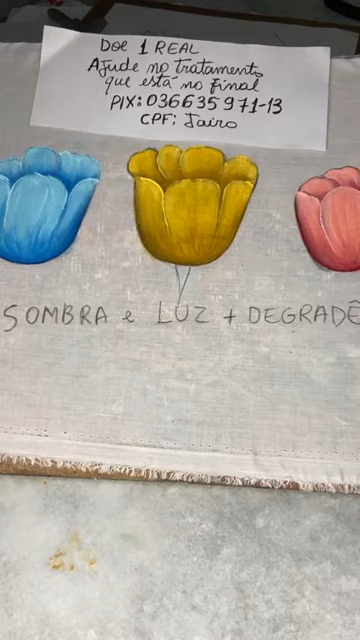 DOE 1 REAL
Ajude no tratamento
que está no final
PIX: 036635971-13
CPF: Jairo
SOMBRA e LUZ + DEGRADÊ